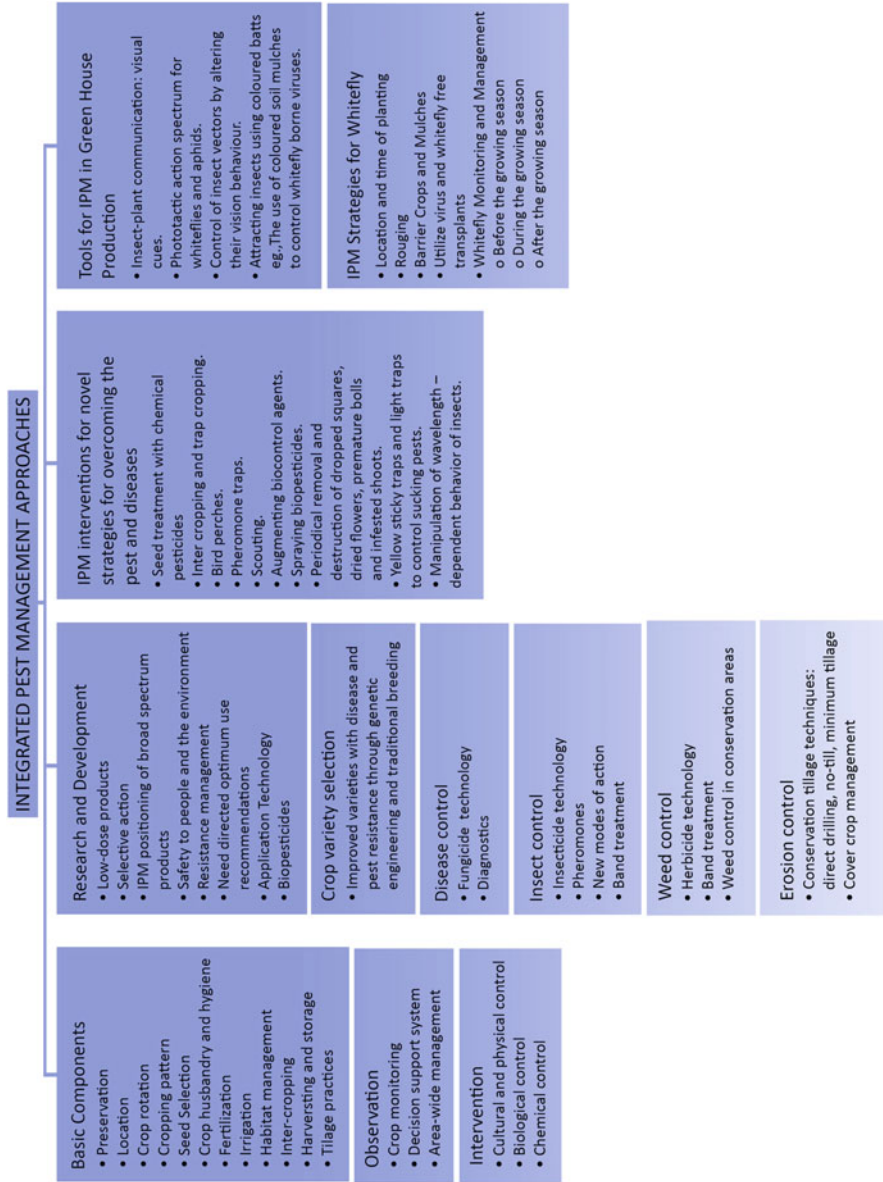 INTEGRATED PEST MANAGEMENT APPROACHES
Basic Components
• Preservation
• Location
• Crop rotation
• Cropping pattern
• Seed Selection
• Crop husbandry and hygiene
• Fertilization
• Irrigation
• Habitat management
• Inter-cropping
• Harversting and storage
• Tilage practices
Observation
• Crop monitoring
• Decision support system
• Area-wide management
Intervention
• Cultural and physical control
• Biological control
• Chemical control
Research and Development
• Low-dose products
• Selective action
• IPM positioning of broad spectrum
products
• Safety to people and the environment
• Resistance management
• Need directed optimum use
recommendations
• Application Technology
• Biopesticides
Crop variety selection
• Improved varieties with disease and
pest resistance through genetic
engineering and traditional breeding
Disease control
• Fungicide technology
• Diagnostics
Insect control
• Insecticide technology
• Pheromones
• New modes of action
• Band treatment
Weed control
• Herbicide technology
• Band treatment
• Weed control in conservation areas
Erosion control
• Conservation tillage techniques:
direct drilling, no-till, minimum tillage
• Cover crop management
IPM interventions for novel
strategies for overcoming the
pest and diseases
• Seed treatment with chemical
pesticides
• Inter cropping and trap cropping.
• Bird perches.
• Pheromone traps.
• Scouting.
• Augmenting biocontrol agents.
• Spraying biopesticides.
• Periodical removal and
destruction of dropped squares,
dried flowers, premature bolls
and infested shoots.
• Yellow sticky traps and light traps
to control sucking pests.
• Manipulation of wavelength –
dependent behavior of insects.
Tools for IPM in Green House
Production
• Insect-plant communication: visual
cues.
• Phototactic action spectrum for
whiteflies and aphids.
• Control of insect vectors by altering
their vision behaviour.
• Attracting insects using coloured batts
eg.,The use of coloured soil mulches
to control whitefly borne viruses.
IPM Strategies for Whitefly
• Location and time of planting
• Rouging
• Barrier Crops and Mulches
• Utilize virus and whitefly free
transplants
• Whitefly Monitoring and Management
o Before the growing season
o During the growing season
o After the growing season